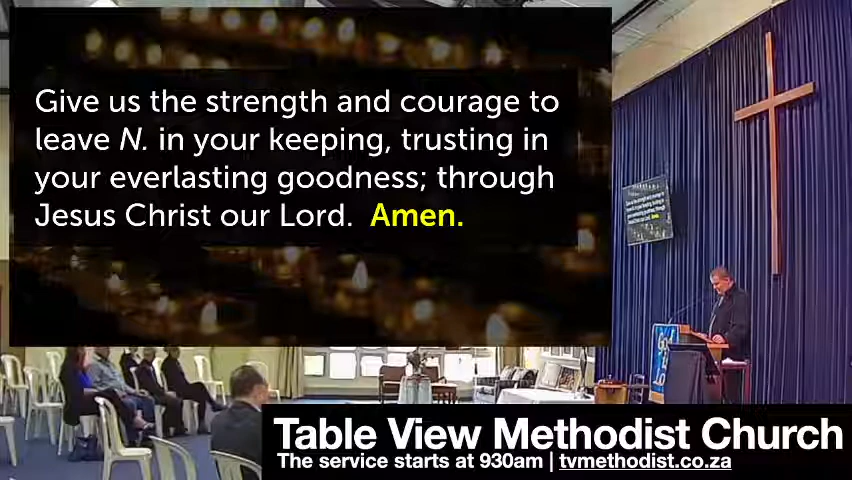 Give us the strength and courage to
leave N. in your keeping, trusting in
your everlasting goodness; through
Jesus Christ our Lord. Amen.
Table View Methodist Church
The service starts at 930am | tvmethodist.co.za